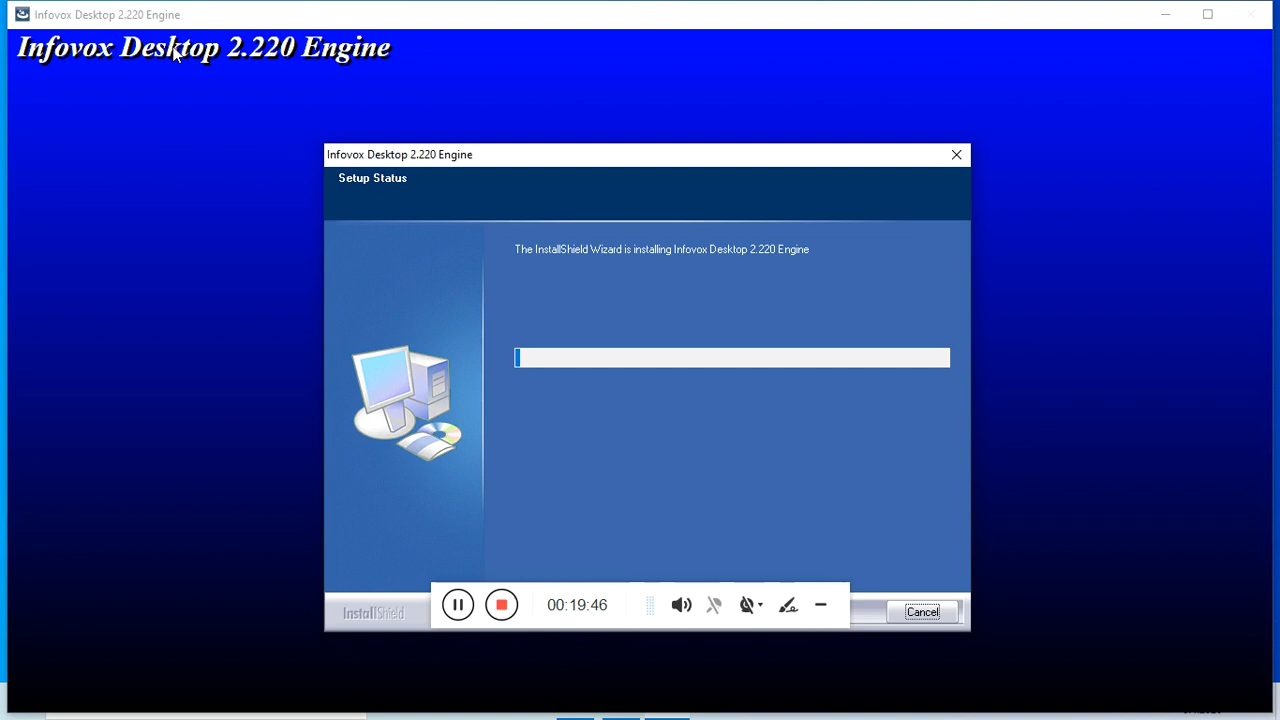 Infovox Desktop 2.220 Engine
Infovox Desktop 2.220 Engine
Infovox Desktop 2.220 Engine
Setup Status
The InstallShield Wizard is installing Infovox Desktop 2.220 Engine
InstallShield
00:19:46
Cancel